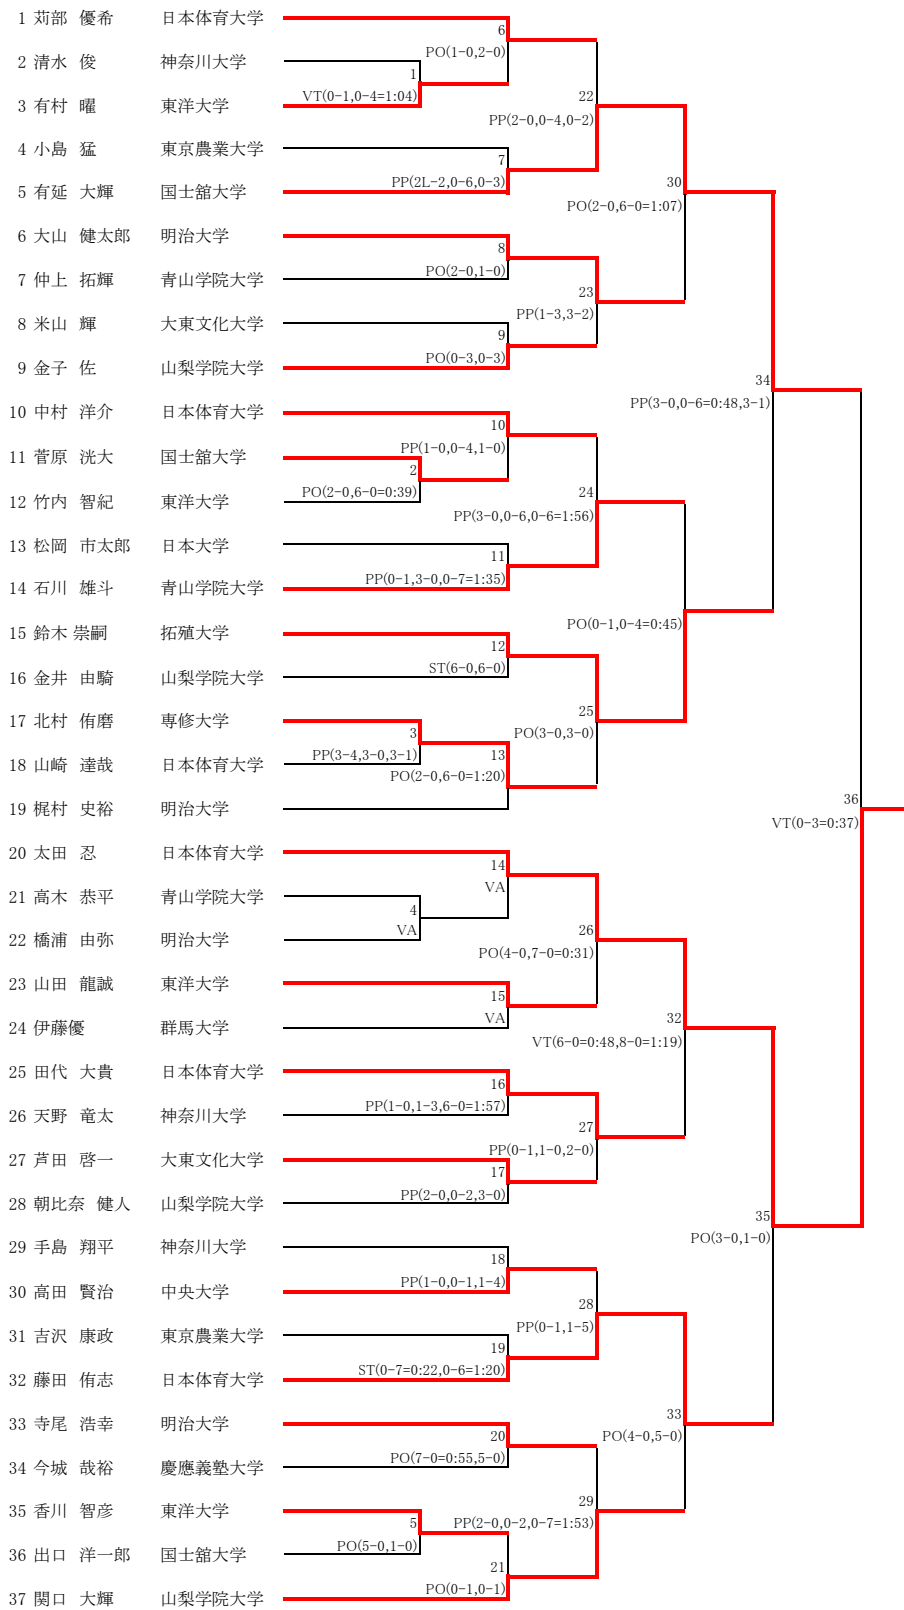 1 苅部 優希 日本体育大学
6
PO(1-0,2-0)
2 清水 俊 神奈川大学
1
VT(0-1,0-4=1:04)
3 有村 曜 東洋大学
22
PP(2-0,0-4,0-2)
4 小島 猛 東京農業大学
7
PP(2L-2,0-6,0-3)
5 有延 大輝 国士舘大学
30
PO(2-0,6-0=1:07)
6 大山 健太郎 明治大学
8
PO(2-0,1-0)
7 仲上 拓輝 青山学院大学
23
PP(1-3,3-2)
8 米山 輝 大東文化大学
9
PO(0-3,0-3)
9 金子 佐 山梨学院大学
34
PP(3-0,0-6=0:48,3-1)
10 中村 洋介 日本体育大学
10
PP(1-0,0-4,1-0)
11 菅原 洸大 国士舘大学
2
PO(2-0,6-0=0:39)
12 竹内 智紀 東洋大学
24
PP(3-0,0-6,0-6=1:56)
13 松岡 市太郎 日本大学
11
PP(0-1,3-0,0-7=1:35)
14 石川 雄斗 青山学院大学
PO(0-1,0-4=0:45)
15 鈴木 崇嗣 拓殖大学
12
ST(6-0,6-0)
16 金井 由騎 山梨学院大学
25
PO(3-0,3-0)
17 北村 侑磨 専修大学
3
PP(3-4,3-0,3-1)
13
PO(2-0,6-0=1:20)
18 山崎 達哉 日本体育大学
19 梶村 史裕 明治大学
36
VT(0-3=0:37)
20 太田 忍 日本体育大学
14
VA
21 高木 恭平 青山学院大学
4
VA
22 橋浦 由弥 明治大学
26
PO(4-0,7-0=0:31)
23 山田 龍誠 東洋大学
15
VA
24 伊藤優 群馬大学
32
VT(6-0=0:48,8-0=1:19)
25 田代 大貴 日本体育大学
16
PP(1-0,1-3,6-0=1:57)
26 天野 竜太 神奈川大学
27
PP(0-1,1-0,2-0)
27 芦田 啓一 大東文化大学
17
PP(2-0,0-2,3-0)
28 朝比奈 健人 山梨学院大学
35
PO(3-0,1-0)
29 手島 翔平 神奈川大学
18
PP(1-0,0-1,1-4)
30 高田 賢治 中央大学
28
PP(0-1,1-5)
31 吉沢 康政 東京農業大学
19
ST(0-7=0:22,0-6=1:20)
32 藤田 侑志 日本体育大学
33
PO(4-0,5-0)
33 寺尾 浩幸 明治大学
20
PO(7-0=0:55,5-0)
34 今城 哉裕 慶應義塾大学
29
PP(2-0,0-2,0-7=1:53)
35 香川 智彦 東洋大学
5
PO(5-0,1-0)
36 出口 洋一郎 国士舘大学
21
PO(0-1,0-1)
37 関口 大輝 山梨学院大学